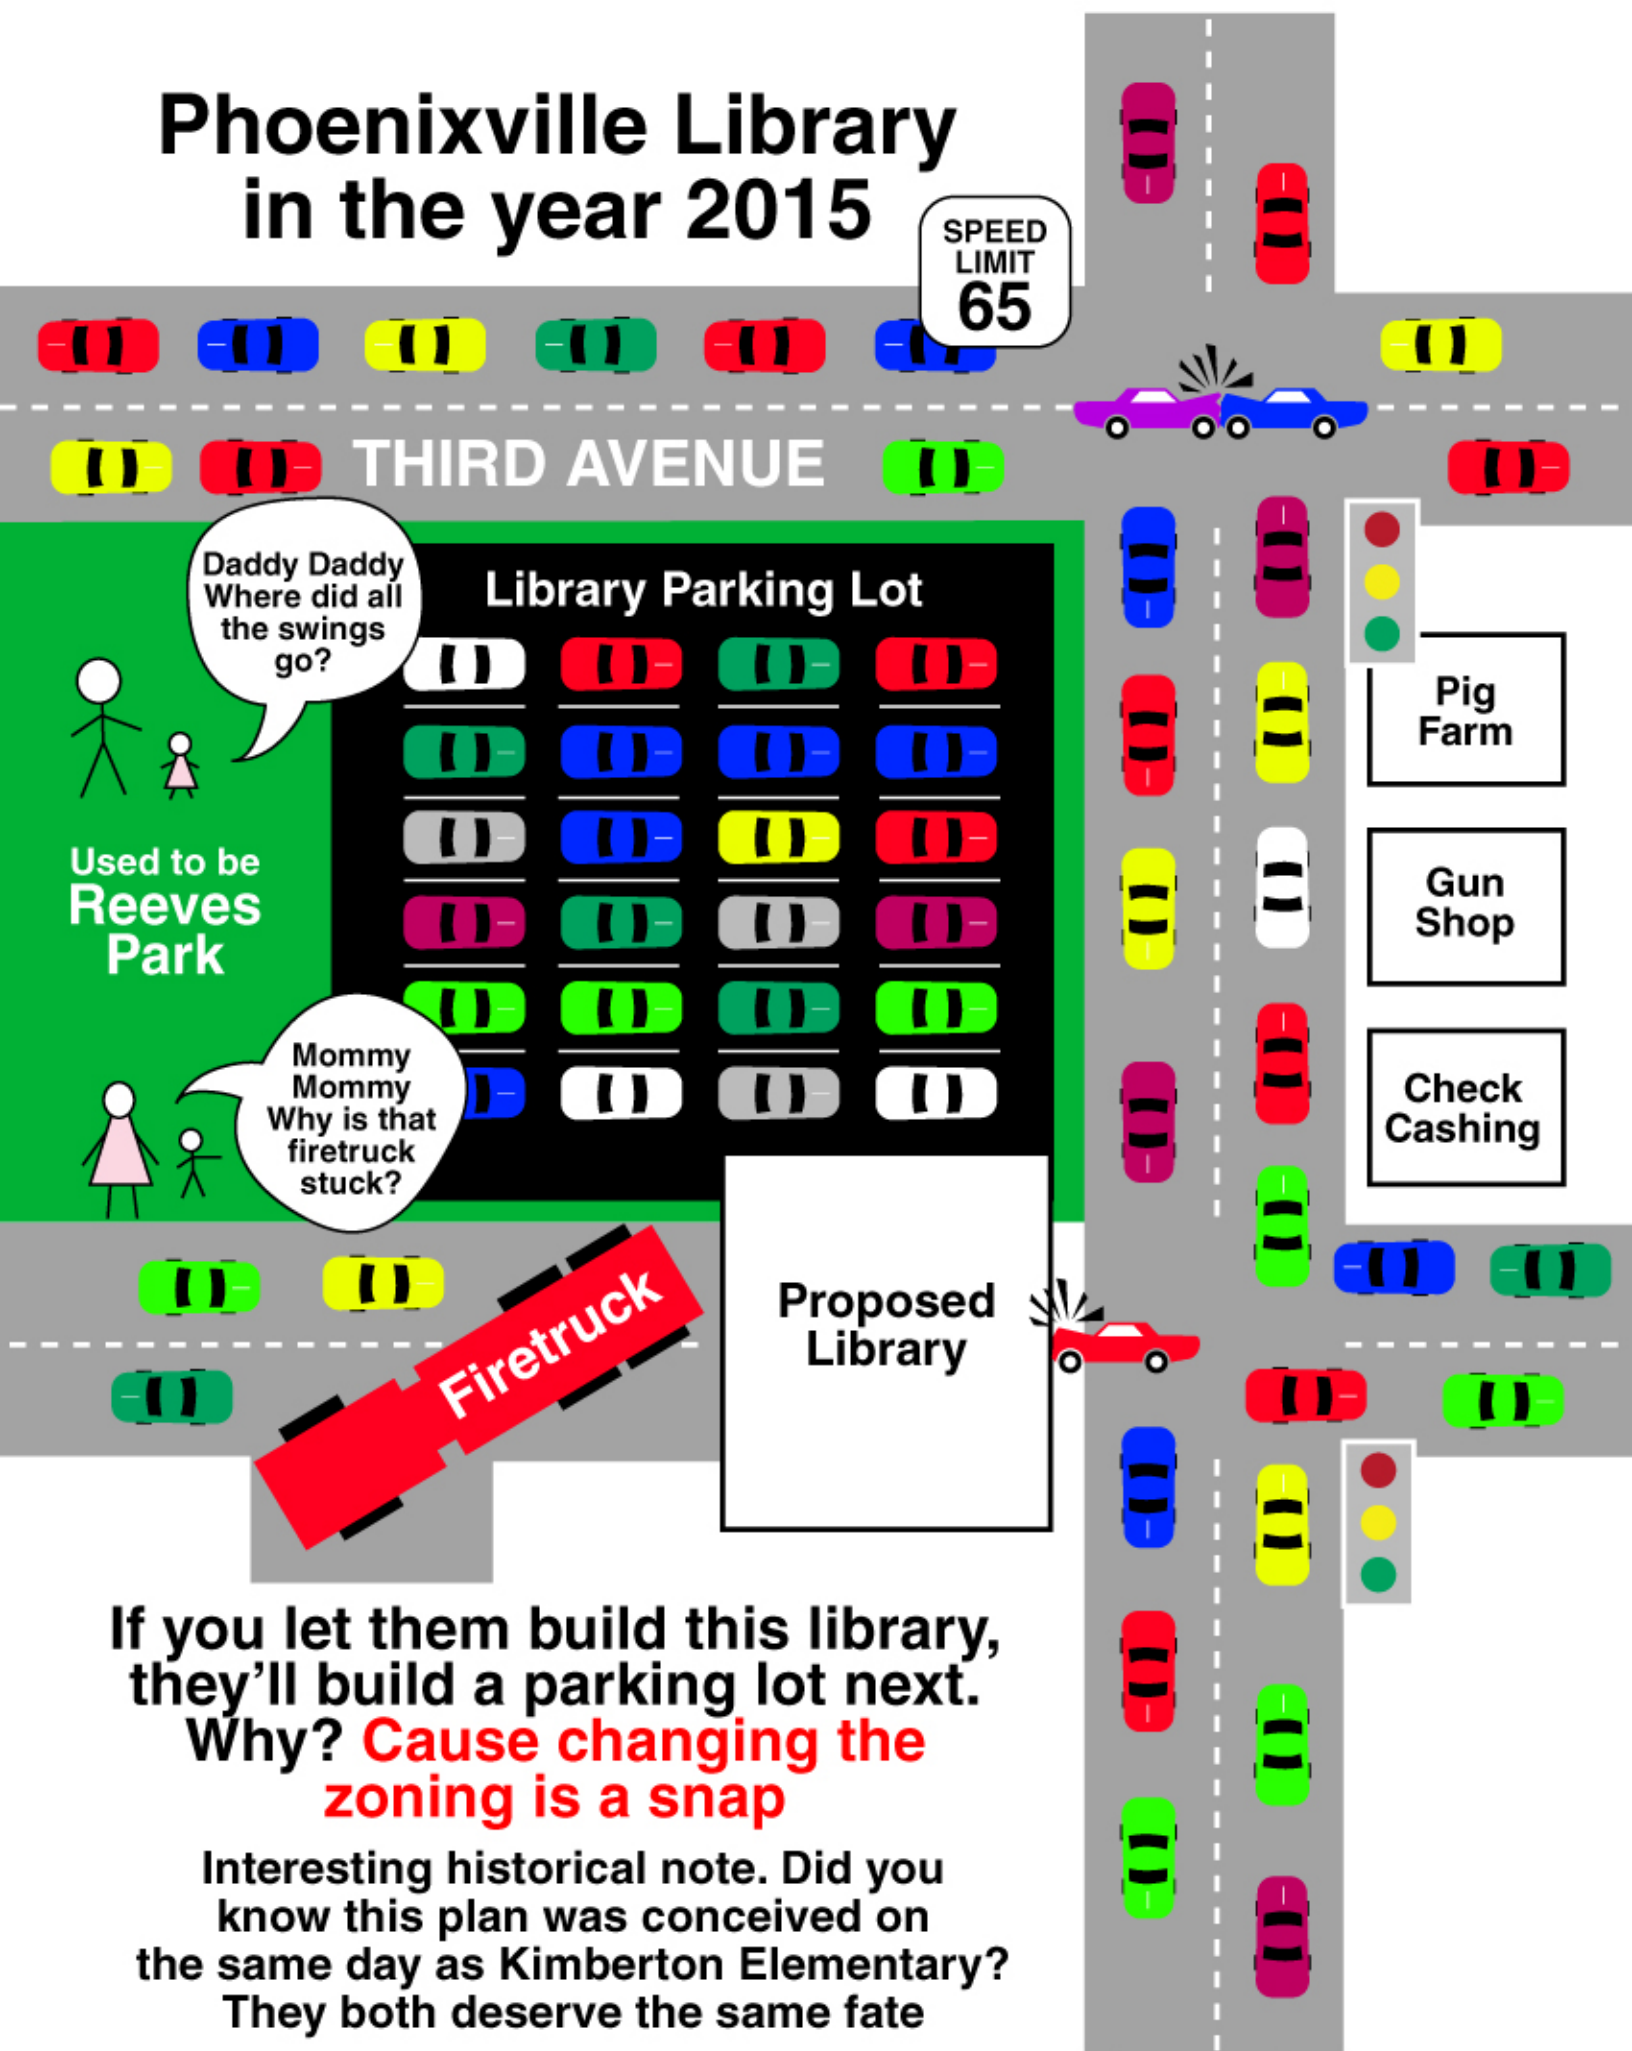 Phoenixville Library
in the year 2015
SPEED
LIMIT
65
THIRD AVENUE
Daddy Daddy
Where did all
the swings
go?
Library Parking Lot
Pig
Farm
Used to be
Reeves
Park
Gun
Shop
Mommy
Mommy
Why is that
firetruck
stuck?
Check
Cashing
Firetruck
Proposed
Library
If you let them build this library,
they'll build a parking lot next.
Why? Cause changing the
zoning is a snap
Interesting historical note. Did you
know this plan was conceived on
the same day as Kimberton Elementary?
They both deserve the same fate